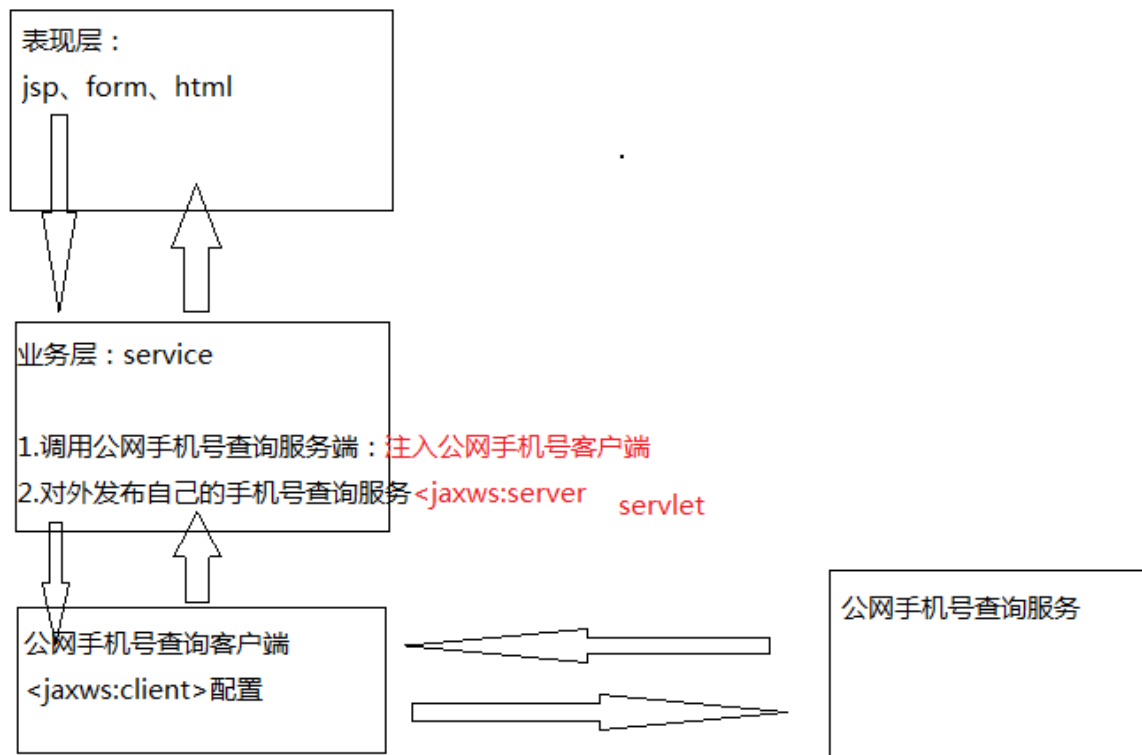 表现层：
jsp、form、html
业务层：service
1.调用公网手机号查询服务端：注入公网手机号客户端
2.对外发布自己的手机号查询服务<jaxws:server servlet
公网手机号查询服务
公网手机号查询客户端
<jaxws:client>配置